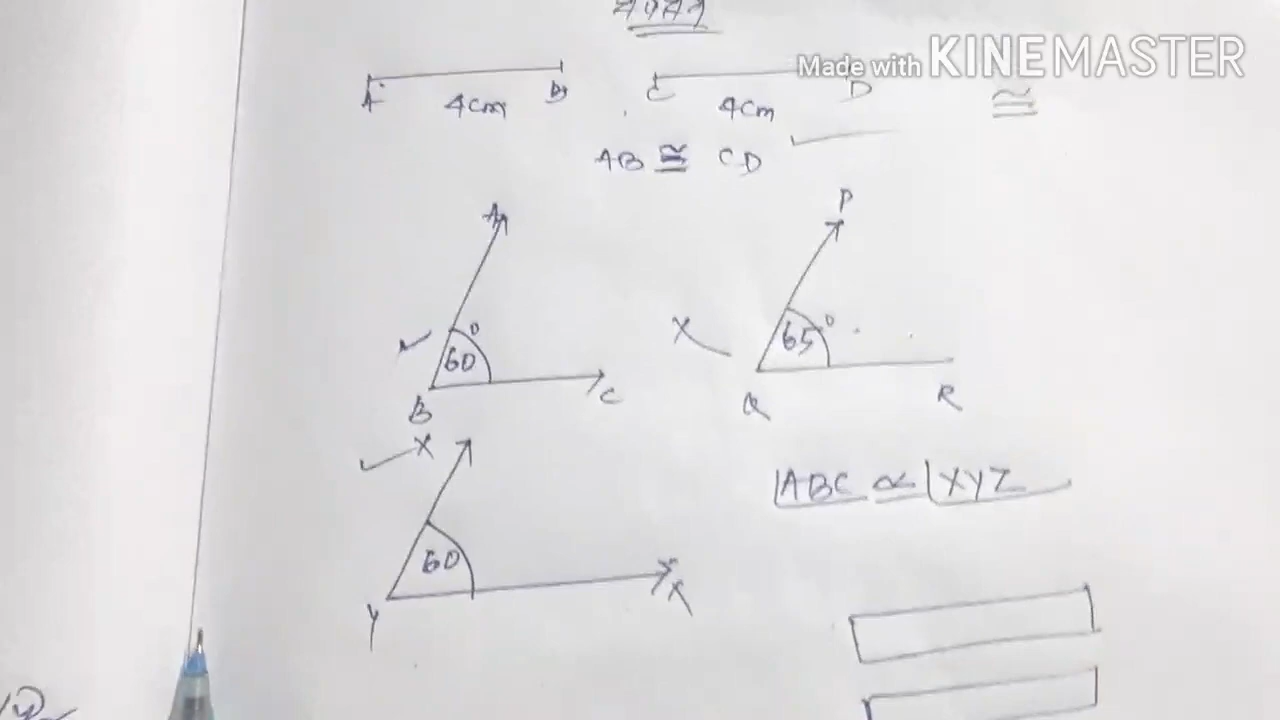 Made with KINEMASTER
A 4cm B C 4cm D ≅
AB ≅ CD
A P
60° 65°
B C Q R
X
∠ABC ≅ ∠XYZ
60
Y X